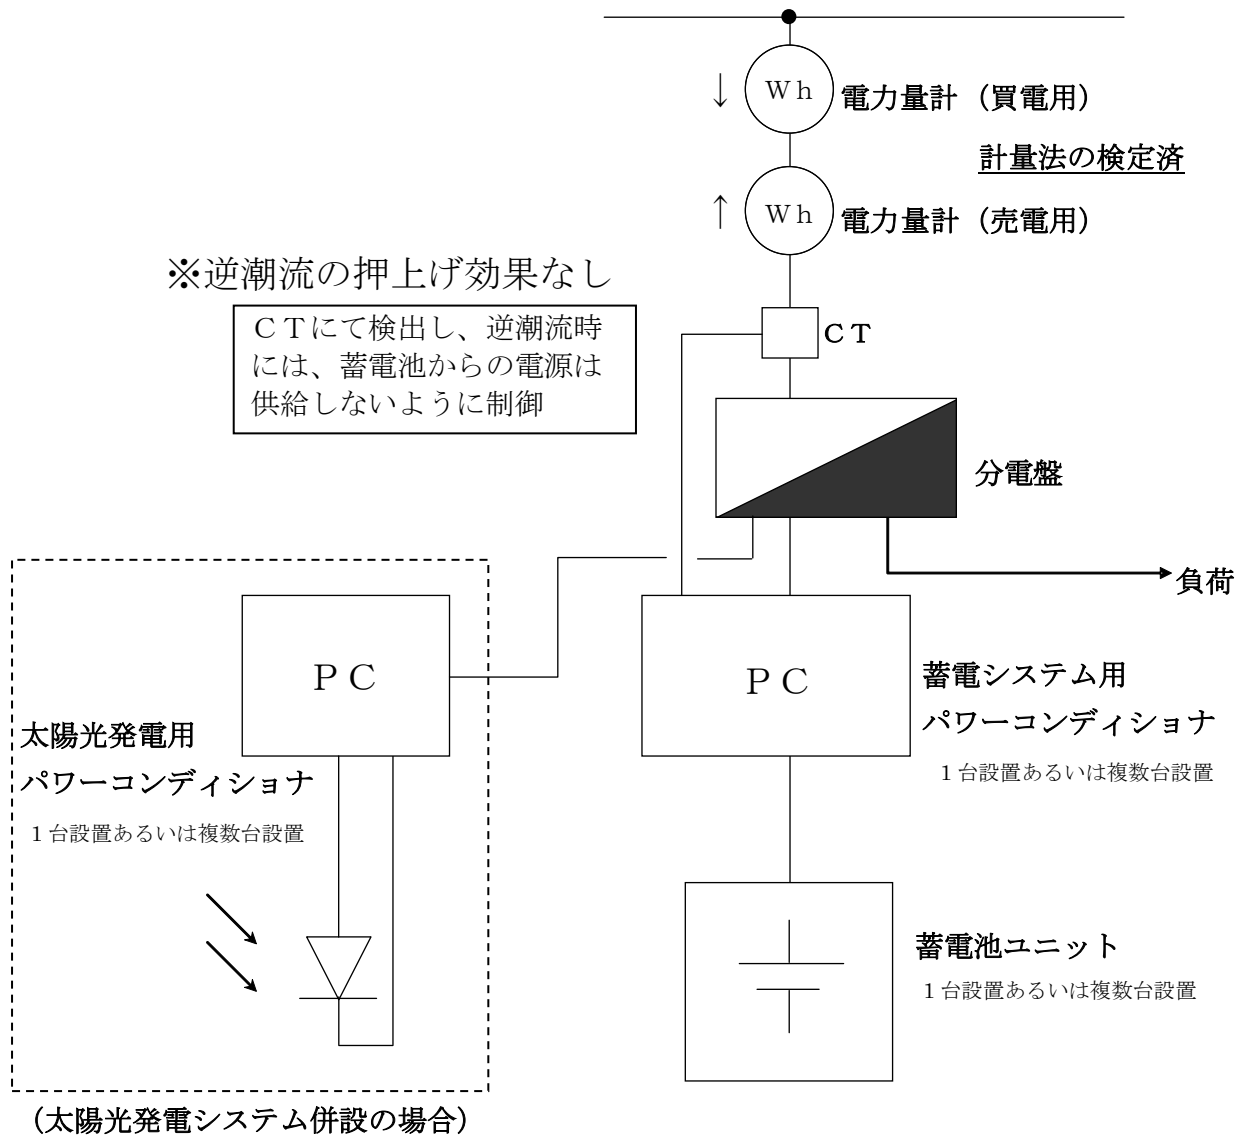 ↓ Ｗｈ 電力量計（買電用）
計量法の検定済
↑ Ｗｈ 電力量計（売電用）
※逆潮流の押上げ効果なし
ＣＴにて検出し、逆潮流時
には、蓄電池からの電源は
供給しないように制御
ＣＴ
分電盤
負荷
ＰＣ
太陽光発電用
パワーコンディショナ
１台設置あるいは複数台設置
ＰＣ
蓄電システム用
パワーコンディショナ
１台設置あるいは複数台設置
蓄電池ユニット
１台設置あるいは複数台設置
（太陽光発電システム併設の場合）